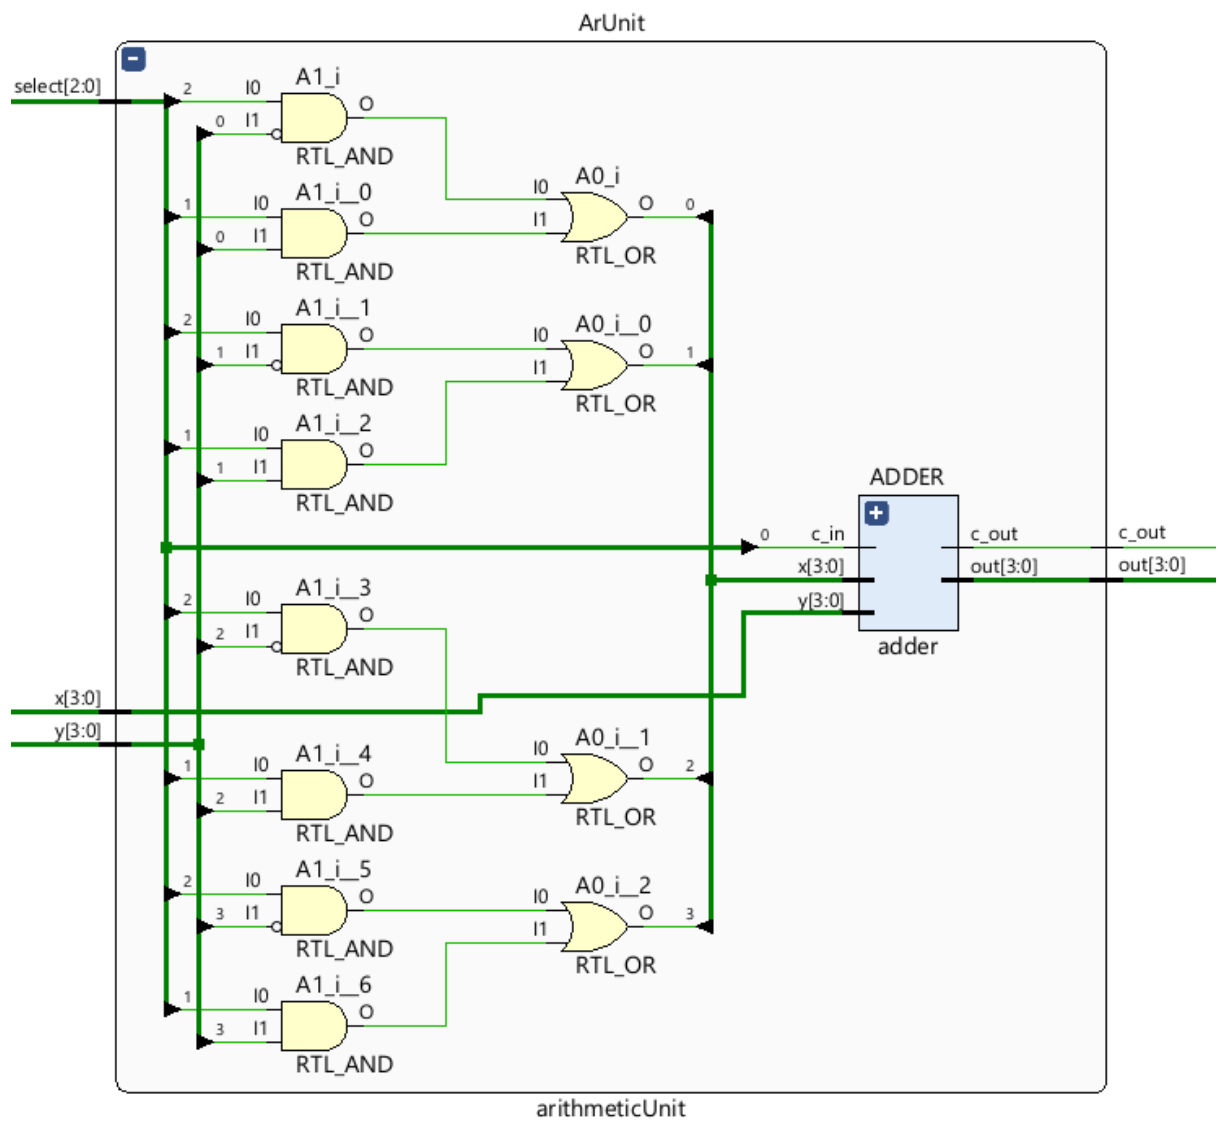 ArUnit
select[2:0]
A1_i
2 I0
0 I1
O
RTL_AND
A1_i__0
1 I0
0 I1
O
RTL_AND
A0_i
I0
I1
O 0
RTL_OR
A1_i__1
2 I0
1 I1
O
RTL_AND
A0_i__0
I0
I1
O 1
RTL_OR
A1_i__2
1 I0
1 I1
O
RTL_AND
ADDER
0 c_in
x[3:0]
y[3:0]
c_out
out[3:0]
adder
c_out
out[3:0]
A1_i__3
2 I0
2 I1
O
RTL_AND
x[3:0]
y[3:0]
A1_i__4
1 I0
2 I1
O
RTL_AND
A0_i__1
I0
I1
O 2
RTL_OR
A1_i__5
2 I0
3 I1
O
RTL_AND
A0_i__2
I0
I1
O 3
RTL_OR
A1_i__6
1 I0
3 I1
O
RTL_AND
arithmeticUnit